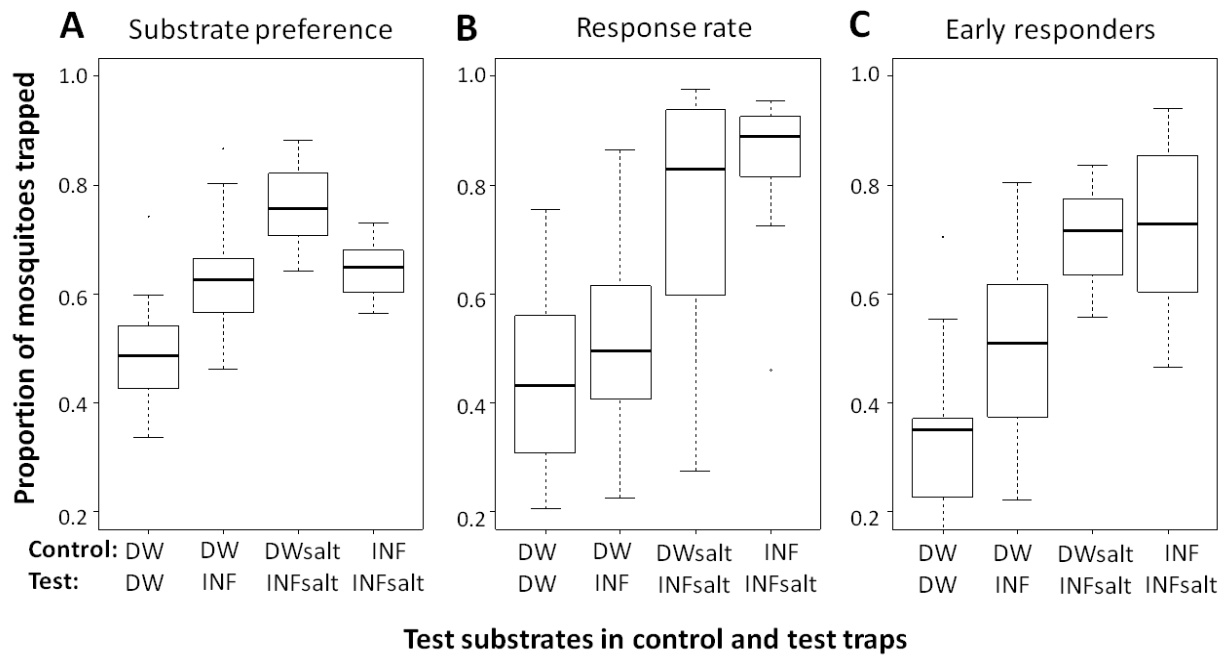 A Substrate preference B Response rate C Early responders
Proportion of mosquitoes trapped
1.0 1.0 1.0
0.8 0.8 0.8
0.6 0.6 0.6
0.4 0.4 0.4
0.2 0.2 0.2
Control: DW DW DWsalt INF DW DW DWsalt INF DW DW DWsalt INF
Test: DW INF INFsalt INFsalt DW INF INFsalt INFsalt DW INF INFsalt INFsalt
Test substrates in control and test traps